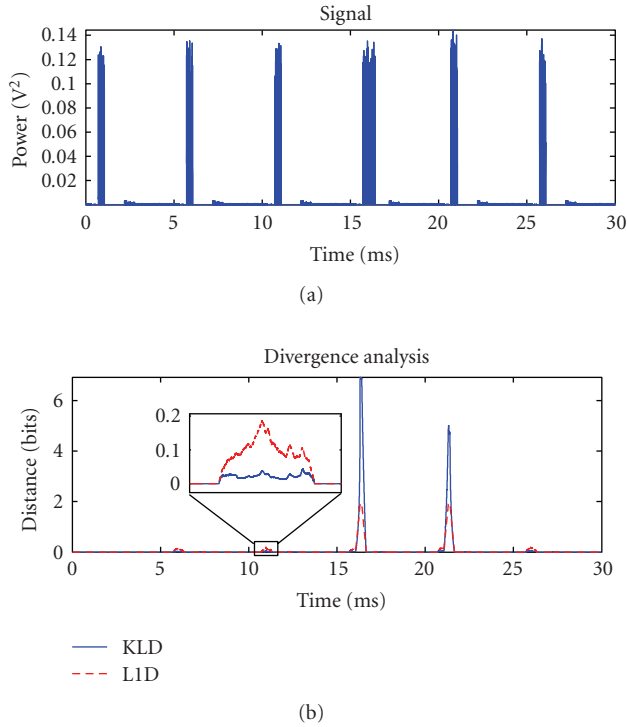 Signal
0.14
0.12
0.1
0.08
0.06
0.04
0.02
Power (V2)
0 5 10 15 20 25 30
Time (ms)
(a)
Divergence analysis
6
4
2
0
Distance (bits)
0.2
0.1
0
0 5 10 15 20 25 30
Time (ms)
KLD
L1D
(b)